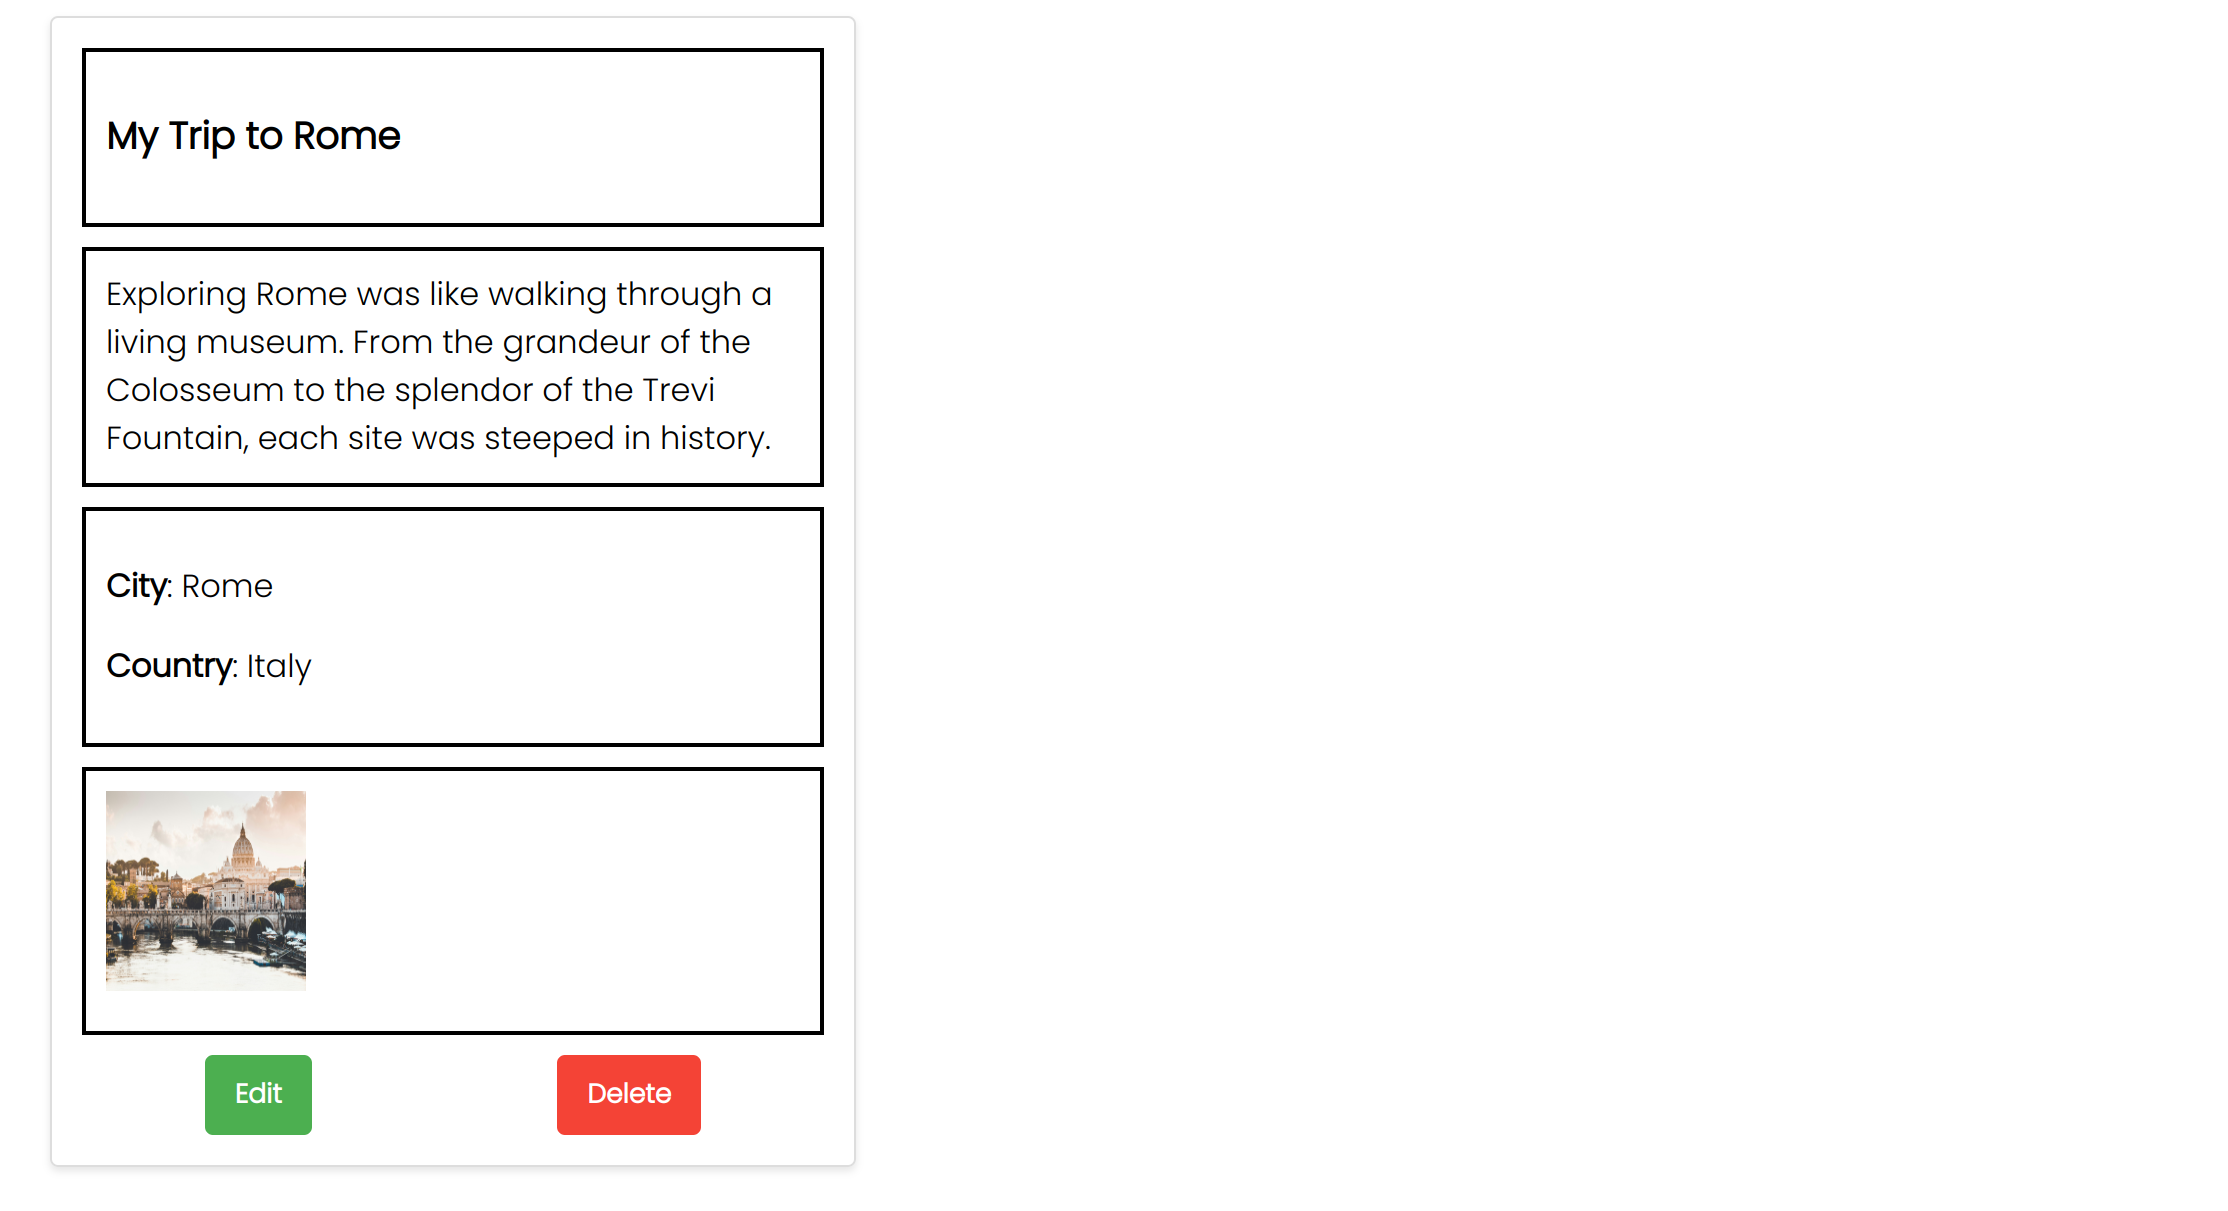 My Trip to Rome
Exploring Rome was like walking through a
living museum. From the grandeur of the
Colosseum to the splendor of the Trevi
Fountain, each site was steeped in history.
City: Rome
Country: Italy
Edit
Delete